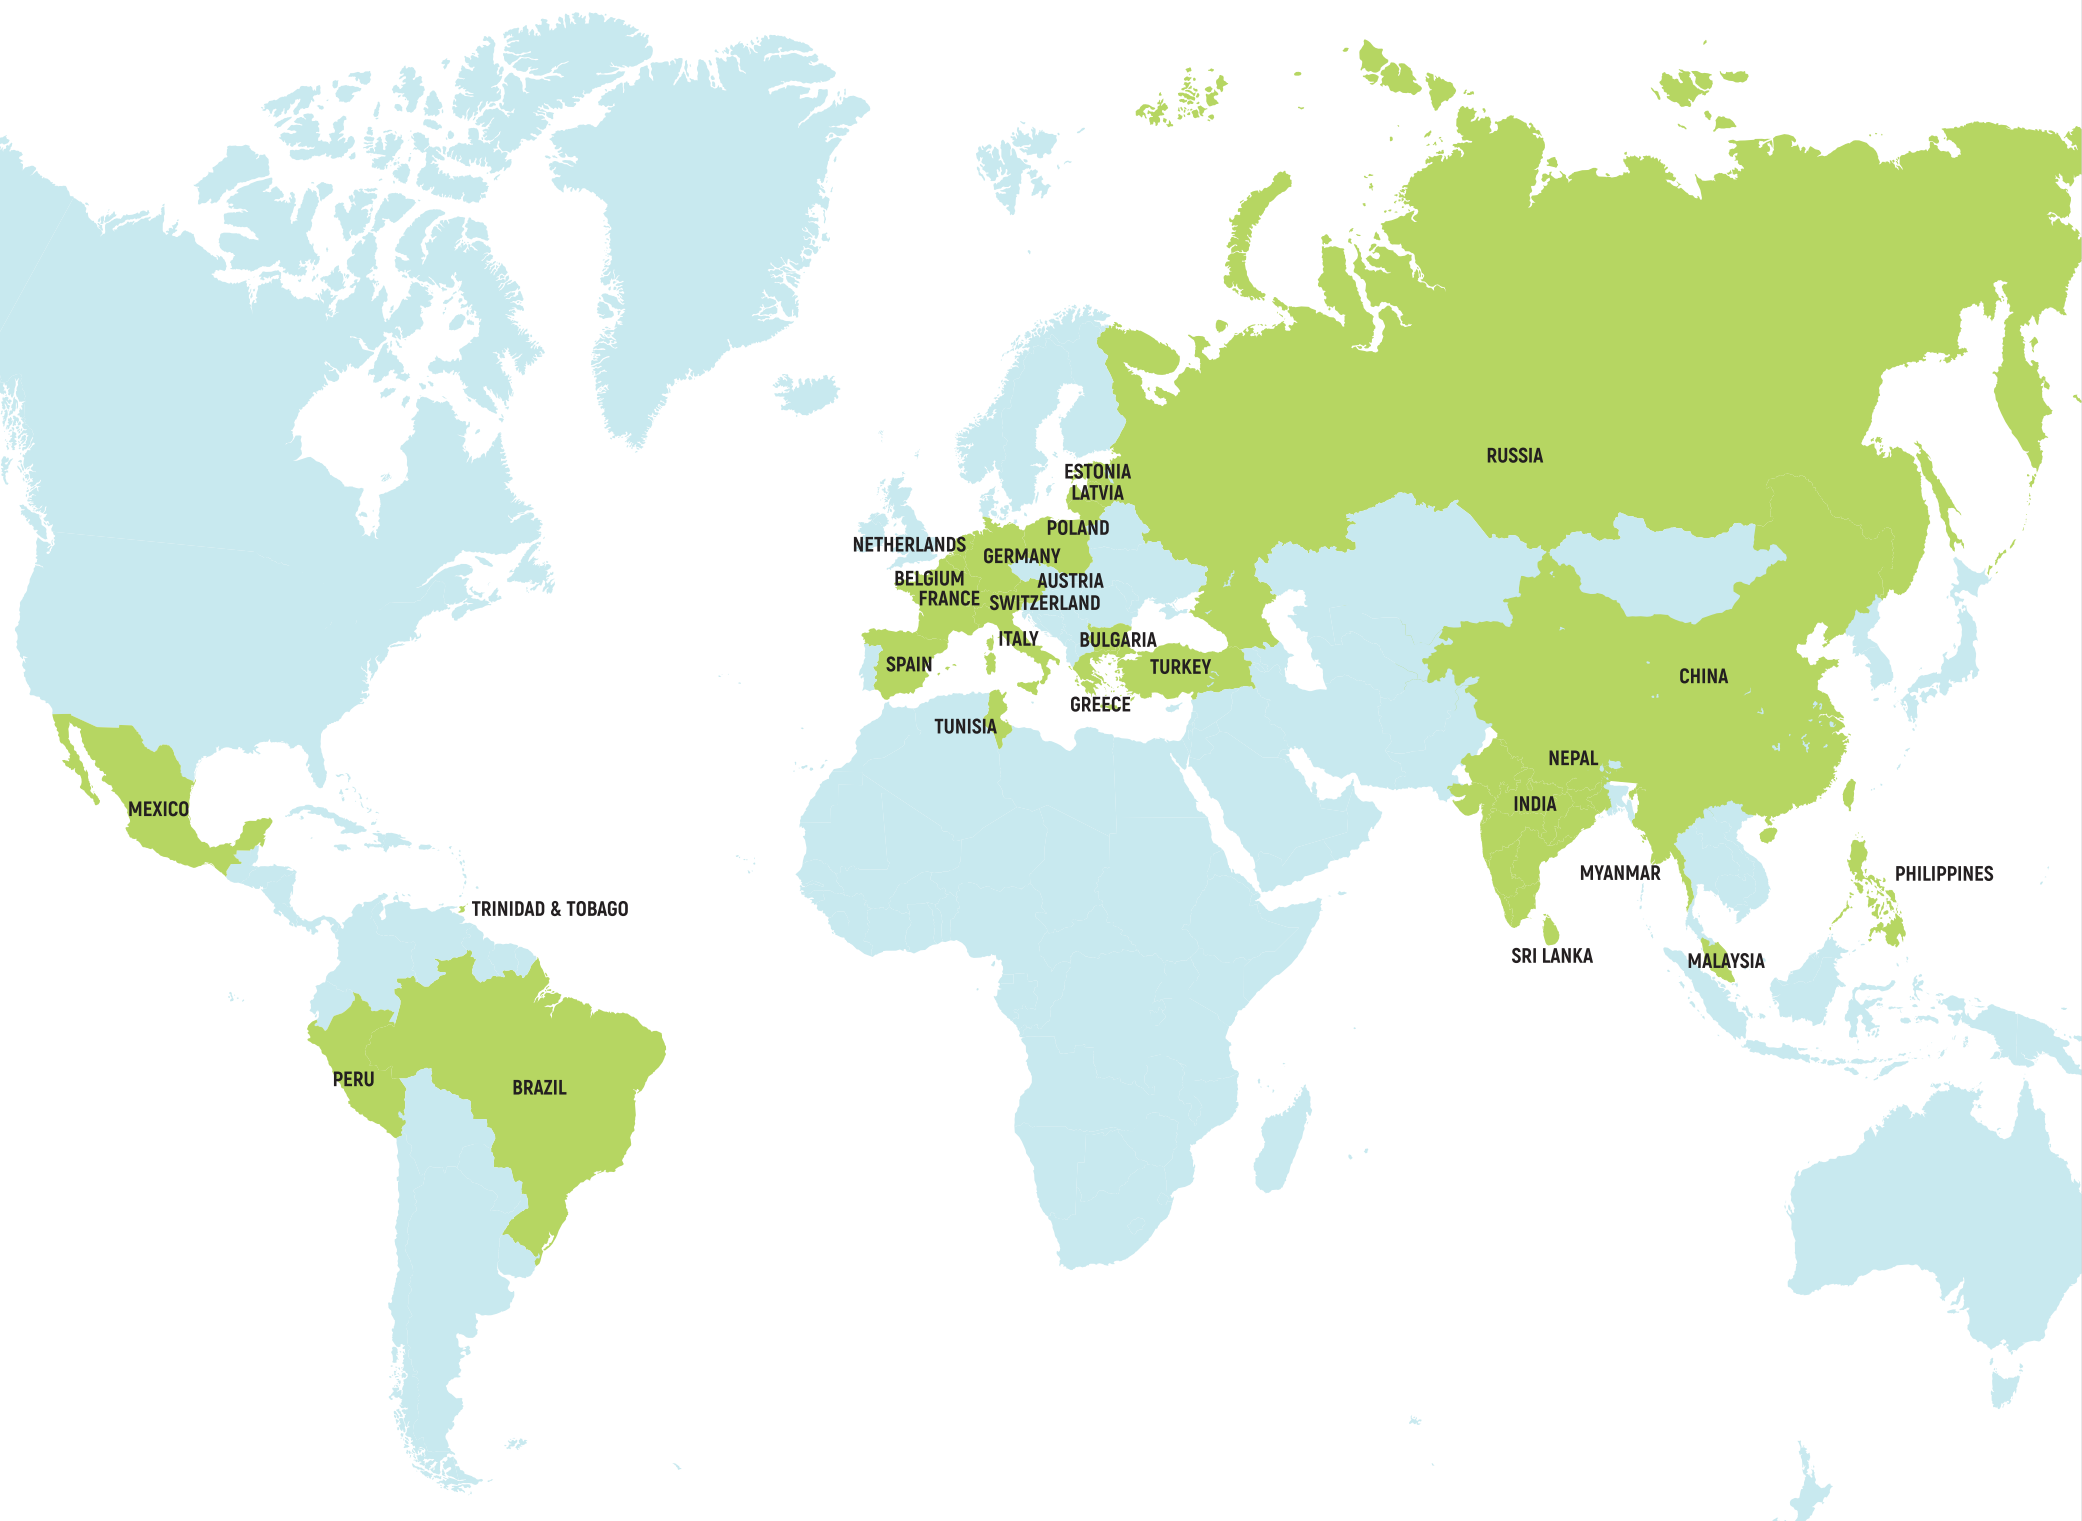 RUSSIA
ESTONIA
LATVIA
POLAND
NETHERLANDS
GERMANY
BELGIUM
AUSTRIA
FRANCE
SWITZERLAND
ITALY
BULGARIA
SPAIN
TURKEY
CHINA
GREECE
TUNISIA
NEPAL
INDIA
MEXICO
MYANMAR
PHILIPPINES
TRINIDAD & TOBAGO
SRI LANKA
MALAYSIA
PERU
BRAZIL